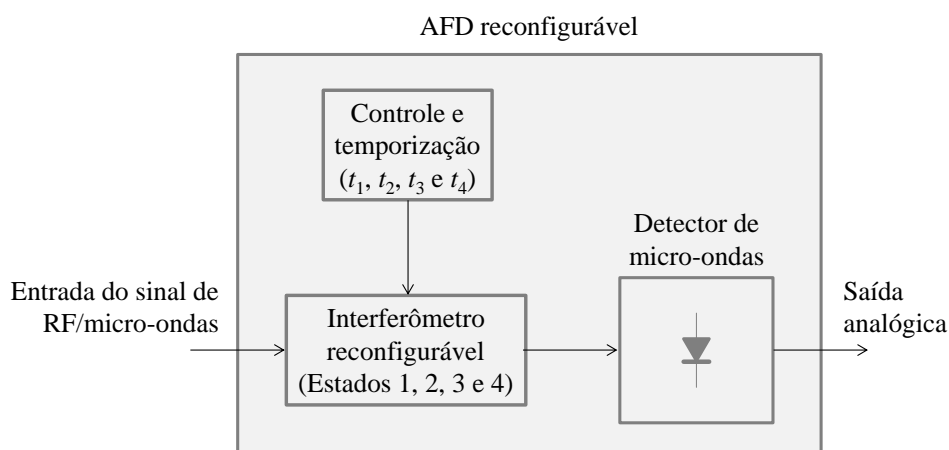 AFD reconfigurável
Controle e
temporização
(t1, t2, t3 e t4)
Detector de
micro-ondas
Entrada do sinal de
RF/micro-ondas
Interferômetro
reconfigurável
(Estados 1, 2, 3 e 4)
Saída
analógica